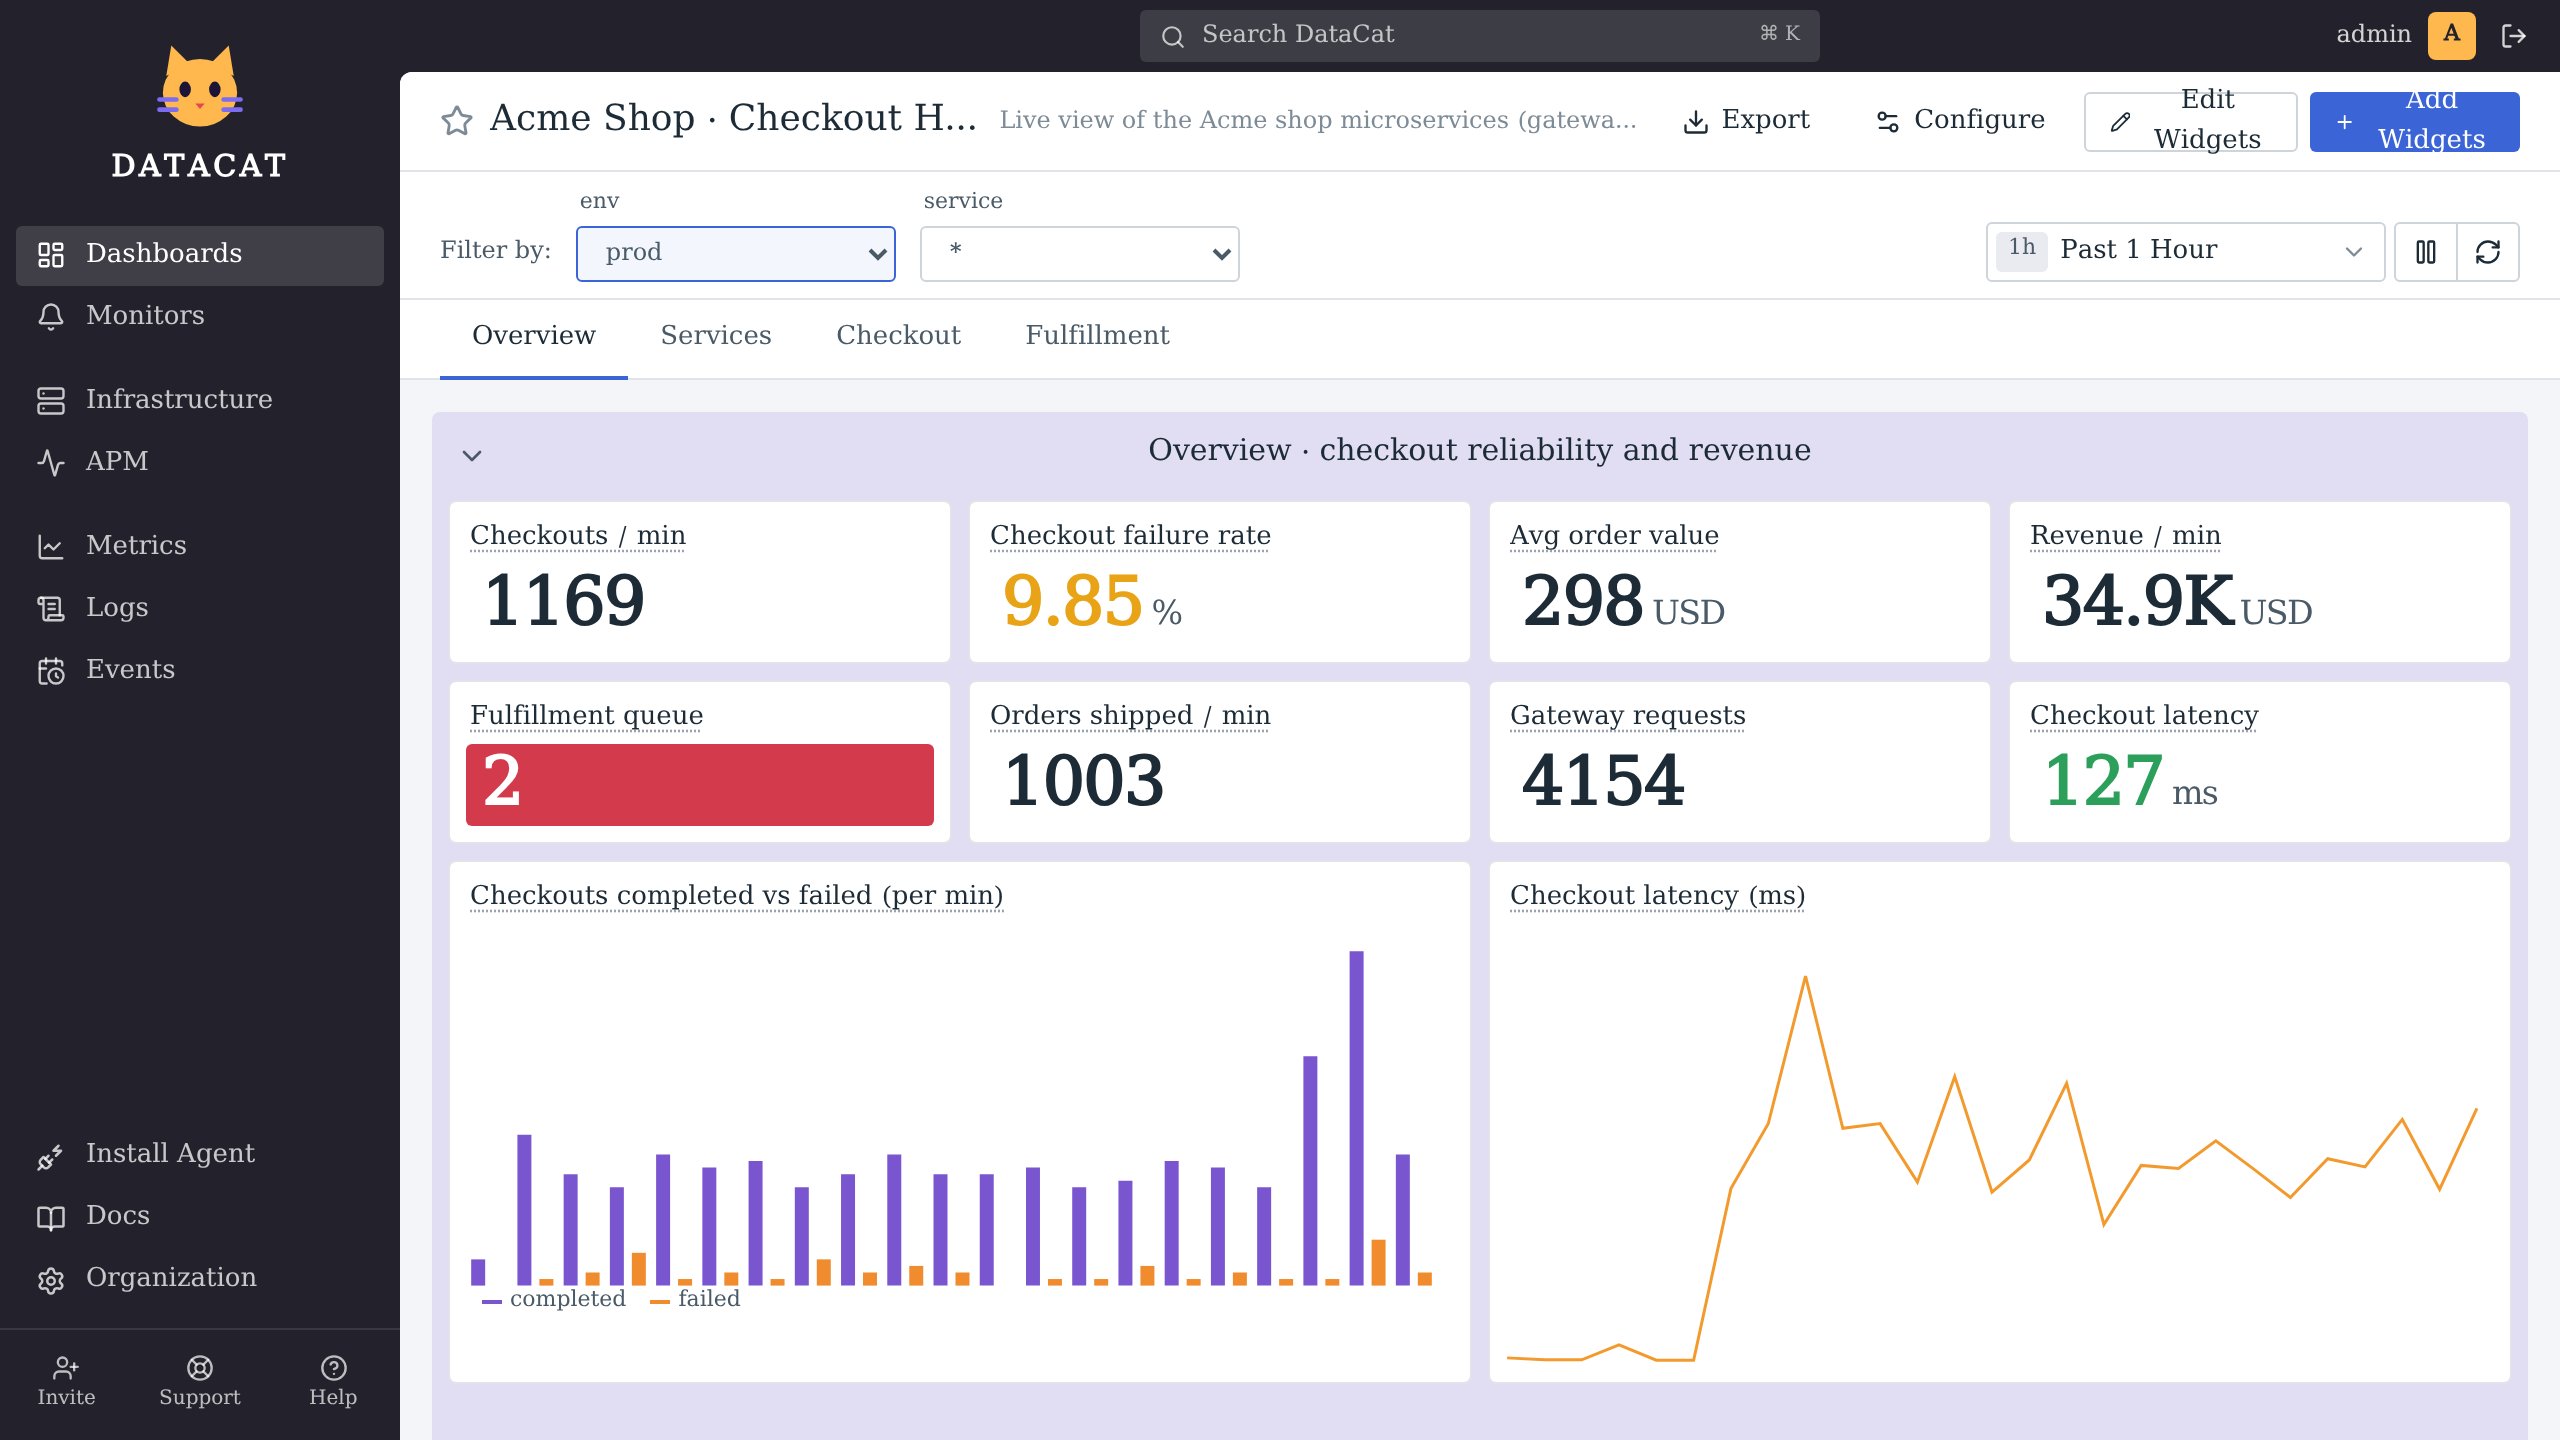 Search DataCat
⌘ K
admin
A
DATACAT
Dashboards
Monitors
Infrastructure
APM
Metrics
Logs
Events
Install Agent
Docs
Organization
Invite
Support
Help
Acme Shop · Checkout H...
Live view of the Acme shop microservices (gatewa...
Export
Configure
Edit
Widgets
+
Add
Widgets
Filter by:
env
prod
service
*
1h
Past 1 Hour
Overview
Services
Checkout
Fulfillment
Overview · checkout reliability and revenue
Checkouts / min
1169
Checkout failure rate
9.85 %
Avg order value
298 USD
Revenue / min
34.9K USD
Fulfillment queue
2
Orders shipped / min
1003
Gateway requests
4154
Checkout latency
127 ms
Checkouts completed vs failed (per min)
completed
failed
Checkout latency (ms)